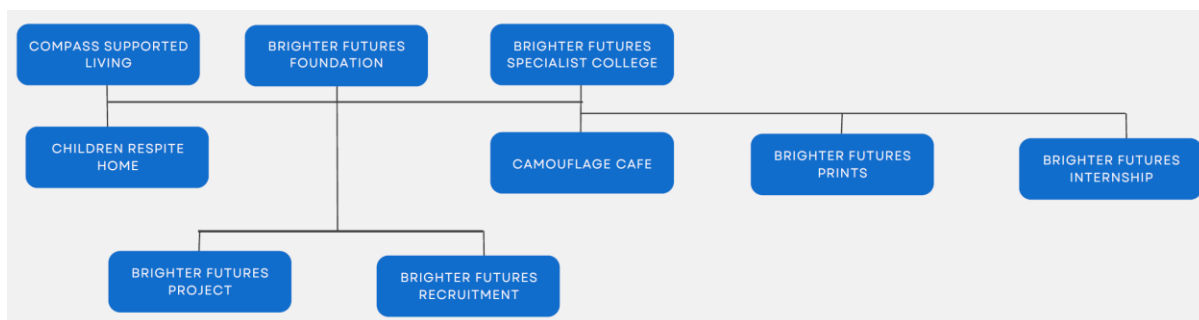 COMPASS SUPPORTED
LIVING
BRIGHTER FUTURES
FOUNDATION
BRIGHTER FUTURES
SPECIALIST COLLEGE
CHILDREN RESPITE
HOME
CAMOUFLAGE CAFE
BRIGHTER FUTURES
PRINTS
BRIGHTER FUTURES
INTERNSHIP
BRIGHTER FUTURES
PROJECT
BRIGHTER FUTURES
RECRUITMENT